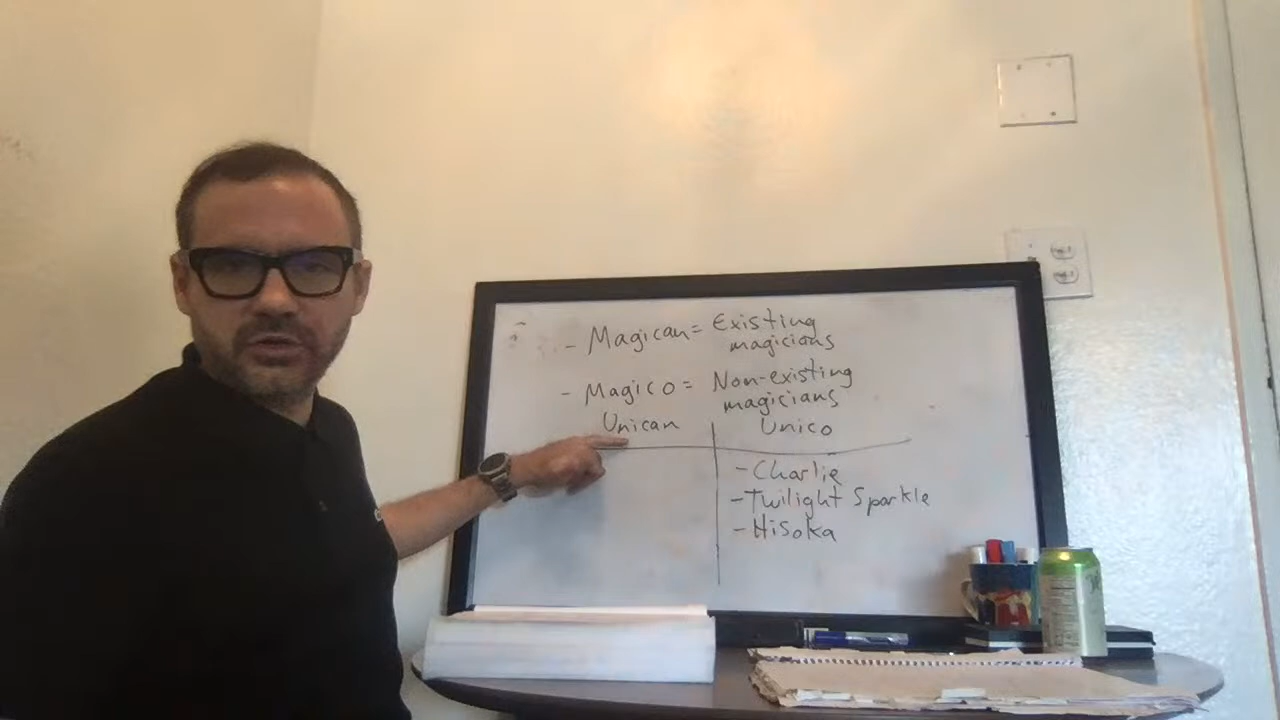 - Magican = Existing
magicians
- Magico = Non-existing
magicians
Unican Unico
- Charlie
- Twilight Sparkle
- Hisoka